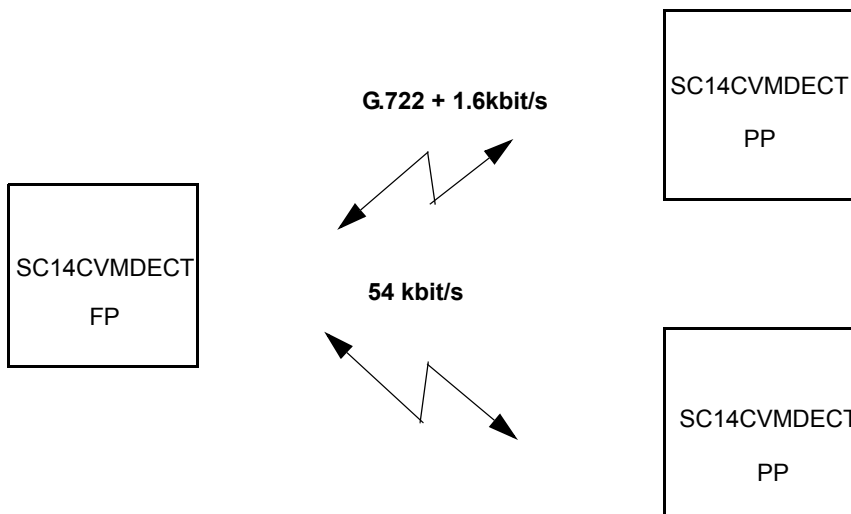 G.722 + 1.6kbit/s
SC14CVMDECT
PP
SC14CVMDECT
FP
54 kbit/s
SC14CVMDECT
PP